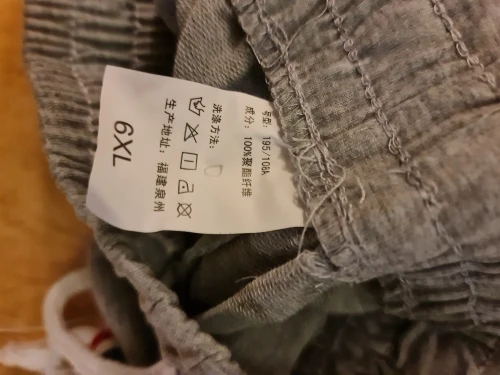 号型: 195/108A
成分: 100%聚酯纤维
洗涤方法:
生产地址: 福建泉州
6XL